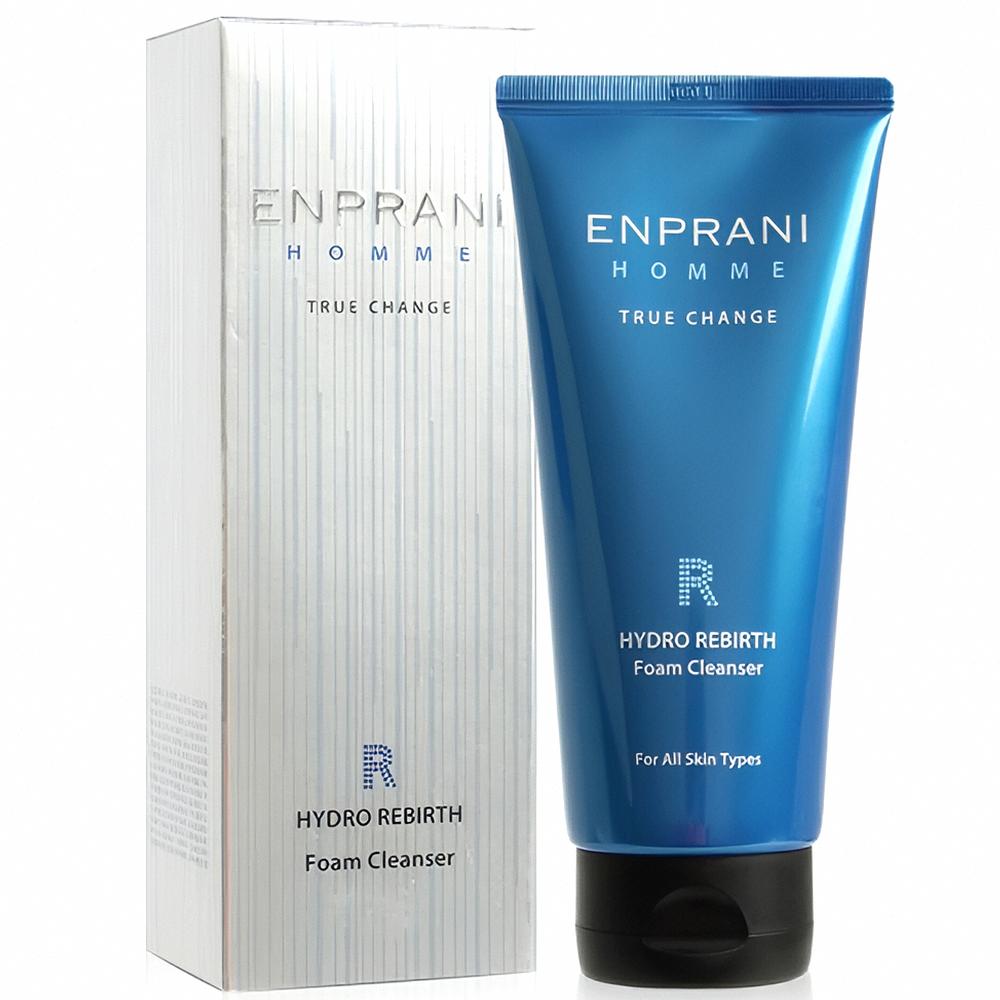 ENPRANI
HOMME
TRUE CHANGE
R
HYDRO REBIRTH
Foam Cleanser
ENPRANI
HOMME
TRUE CHANGE
R
HYDRO REBIRTH
Foam Cleanser
For All Skin Types